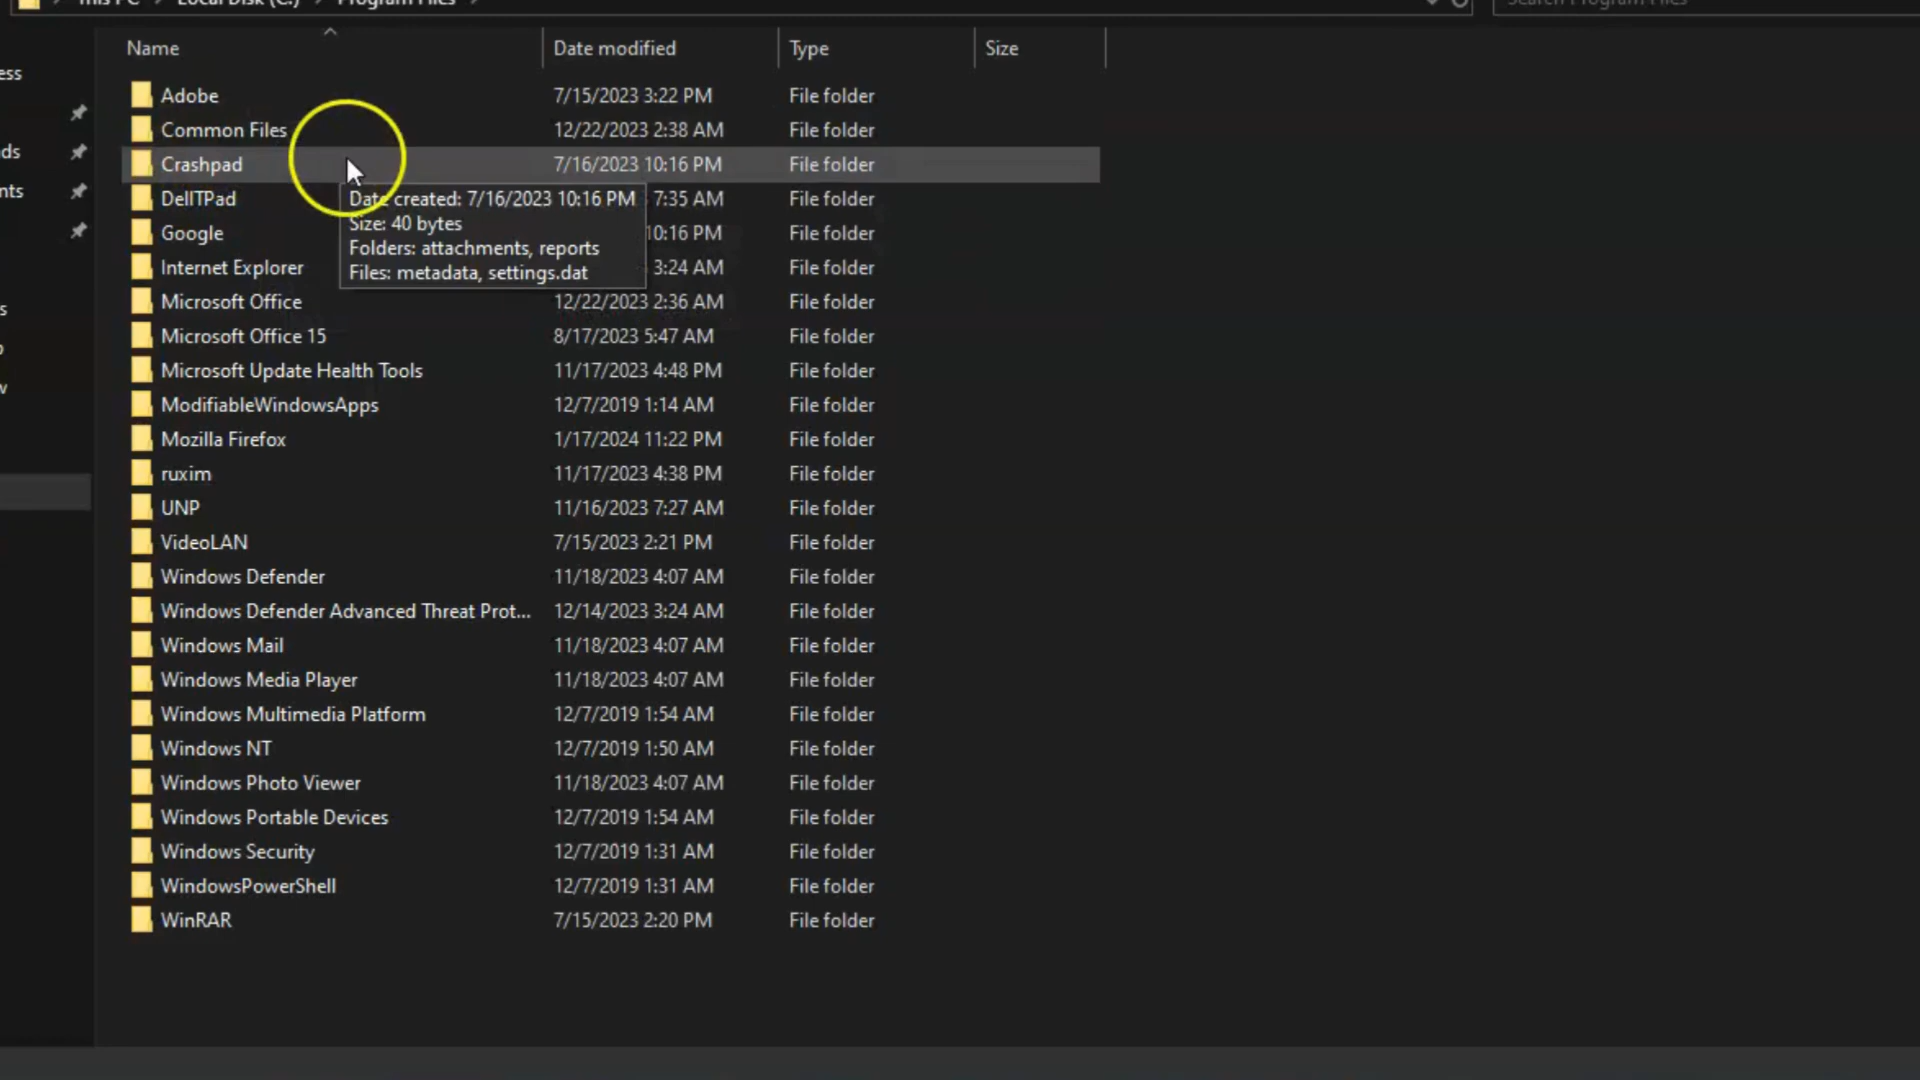 This PC > Local Disk (C:) > Program Files >
Search Program Files
Name Date modified Type Size
ess
Adobe 7/15/2023 3:22 PM File folder
Common Files 12/22/2023 2:38 AM File folder
ds
Crashpad 7/16/2023 10:16 PM File folder
nts
DellTPad 7:35 AM File folder
Date created: 7/16/2023 10:16 PM
Size: 40 bytes
Google 10:16 PM File folder
Folders: attachments, reports
Internet Explorer 3:24 AM File folder
Files: metadata, settings.dat
Microsoft Office 12/22/2023 2:36 AM File folder
s
Microsoft Office 15 8/17/2023 5:47 AM File folder
Microsoft Update Health Tools 11/17/2023 4:48 PM File folder
w
ModifiableWindowsApps 12/7/2019 1:14 AM File folder
Mozilla Firefox 1/17/2024 11:22 PM File folder
ruxim 11/17/2023 4:38 PM File folder
UNP 11/16/2023 7:27 AM File folder
VideoLAN 7/15/2023 2:21 PM File folder
Windows Defender 11/18/2023 4:07 AM File folder
Windows Defender Advanced Threat Prot... 12/14/2023 3:24 AM File folder
Windows Mail 11/18/2023 4:07 AM File folder
Windows Media Player 11/18/2023 4:07 AM File folder
Windows Multimedia Platform 12/7/2019 1:54 AM File folder
Windows NT 12/7/2019 1:50 AM File folder
Windows Photo Viewer 11/18/2023 4:07 AM File folder
Windows Portable Devices 12/7/2019 1:54 AM File folder
Windows Security 12/7/2019 1:31 AM File folder
WindowsPowerShell 12/7/2019 1:31 AM File folder
WinRAR 7/15/2023 2:20 PM File folder